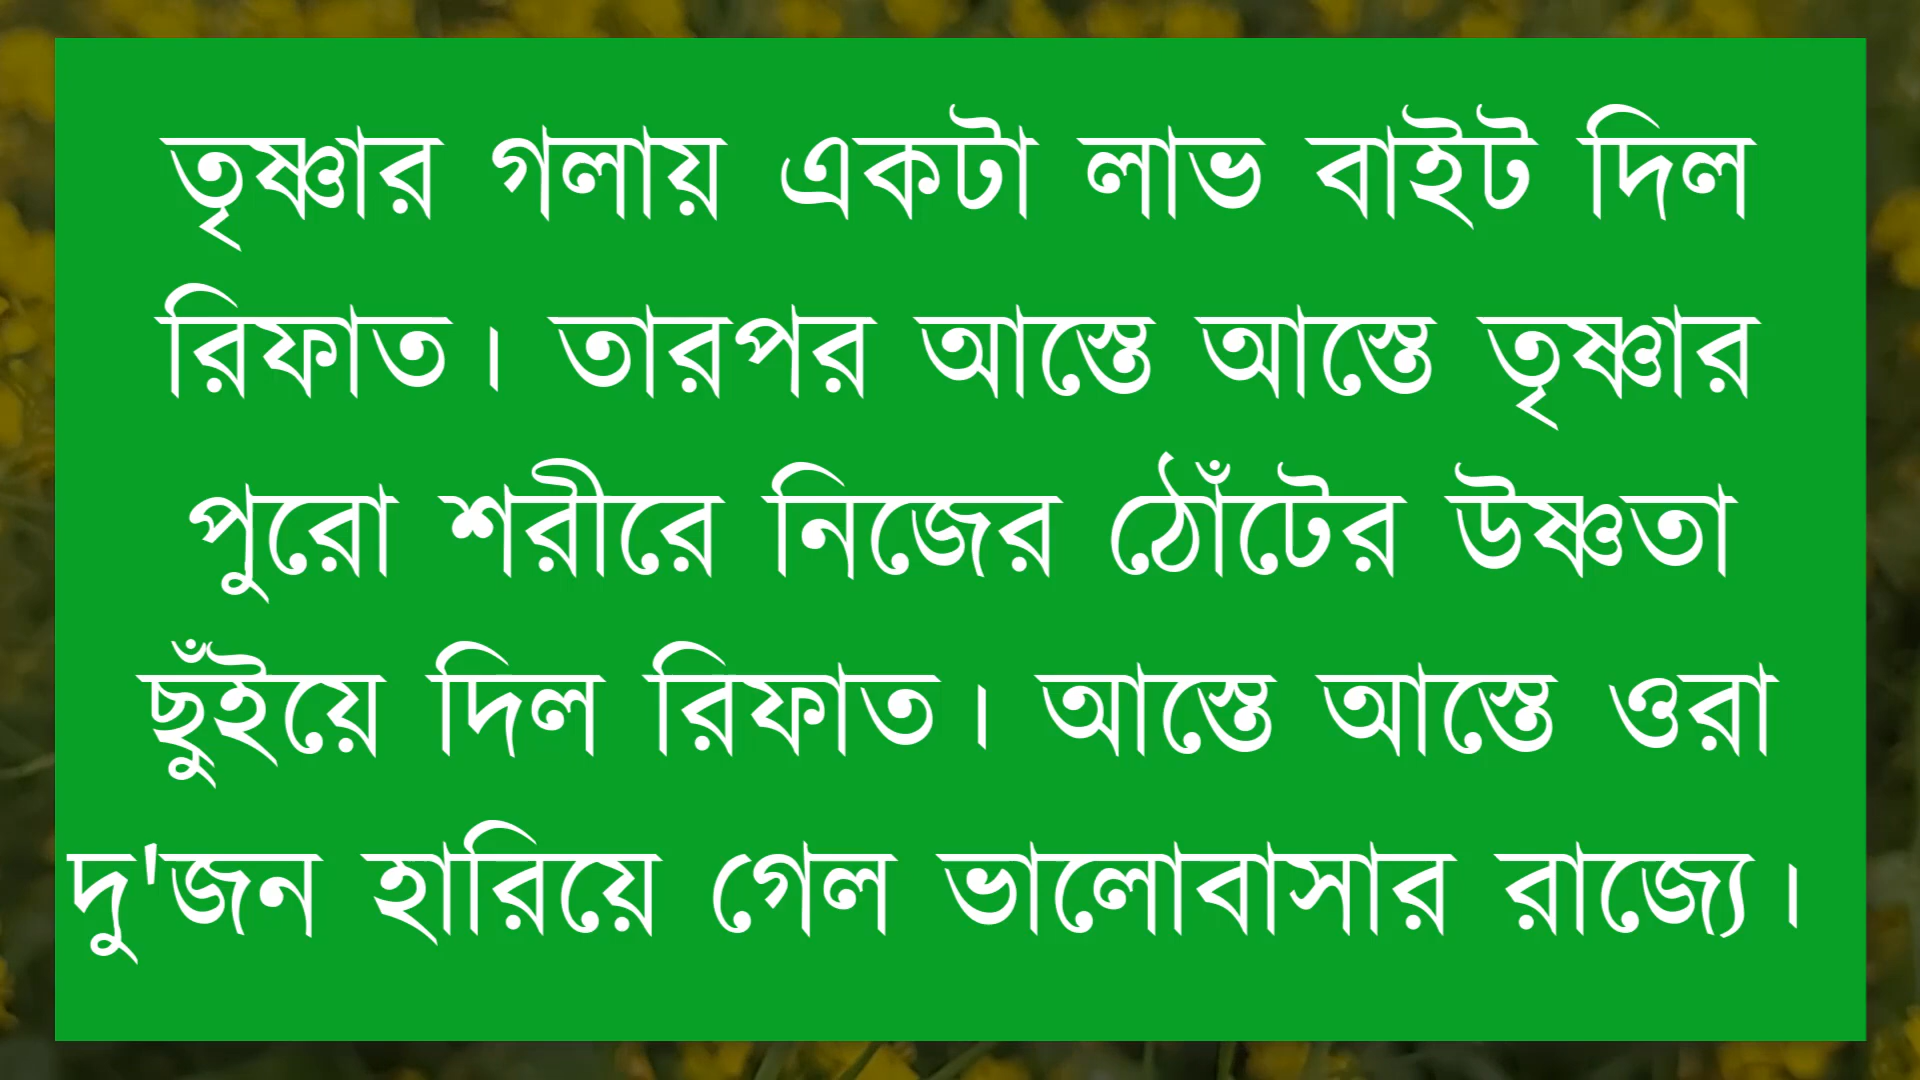 তৃষ্ণার গলায় একটা লাভ বাইট দিল
রিফাত। তারপর আস্তে আস্তে তৃষ্ণার
পুরো শরীরে নিজের ঠোঁটের উষ্ণতা
ছুঁইয়ে দিল রিফাত। আস্তে আস্তে ওরা
দু'জন হারিয়ে গেল ভালোবাসার রাজ্যে।